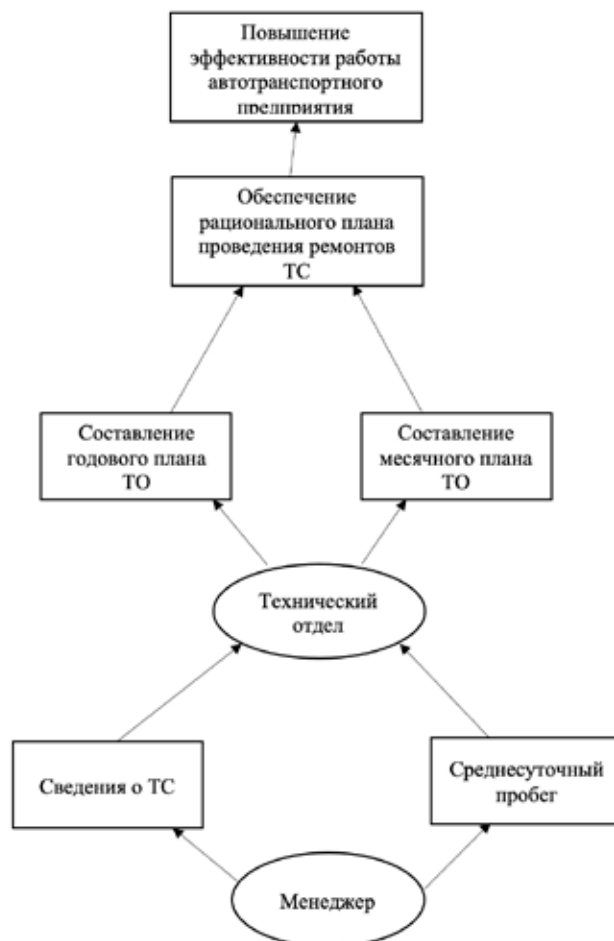 Повышение
эффективности работы
автотранспортного
предприятия
Обеспечение
рационального плана
проведения ремонтов
ТС
Составление
годового плана
ТО
Составление
месячного плана
ТО
Технический
отдел
Сведения о ТС
Среднесуточный
пробег
Менеджер